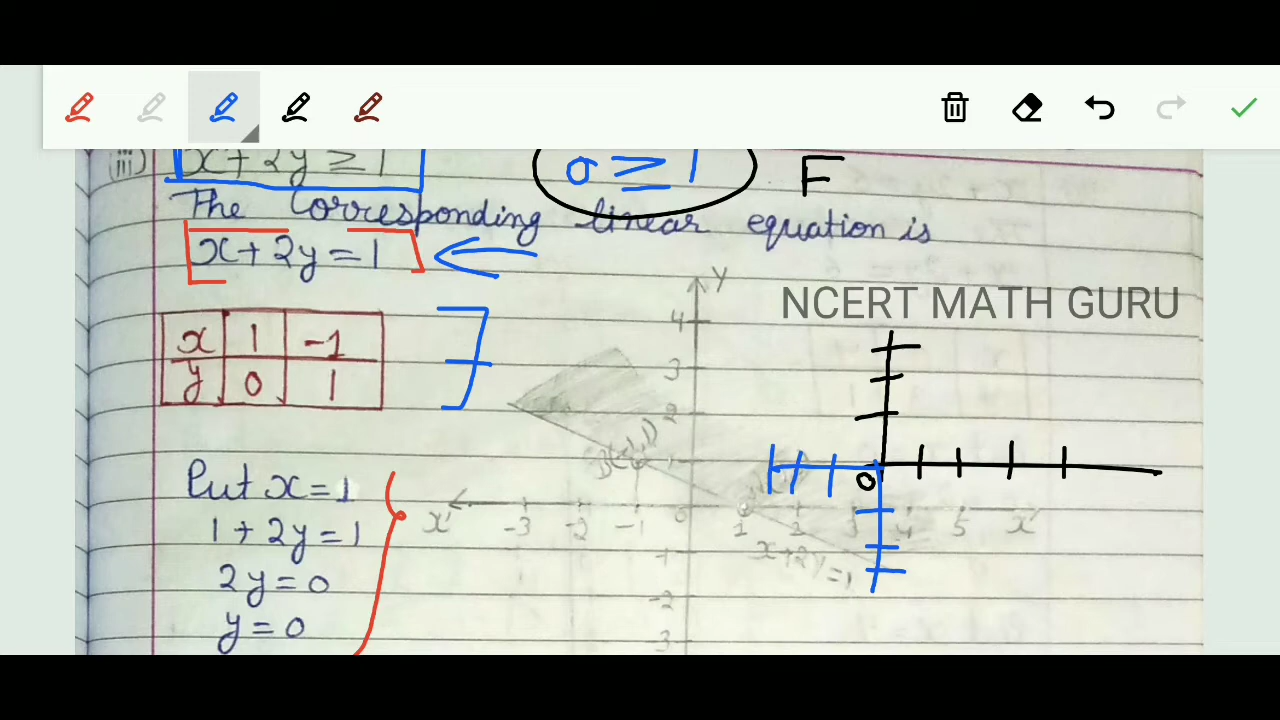 (iii) x+2y ≥ 1
0 ≥ 1
F
The Corresponding linear equation is
x+2y=1
NCERT MATH GURU
x 1 -1
y 0 1
Put x=1
1+2y=1
2y=0
y=0
Y
4
3
2
1
B(-1,1)
X' -3 -2 -1 0 1 2 3 4 5 X
0
x+2y=1
-1
-2
-3